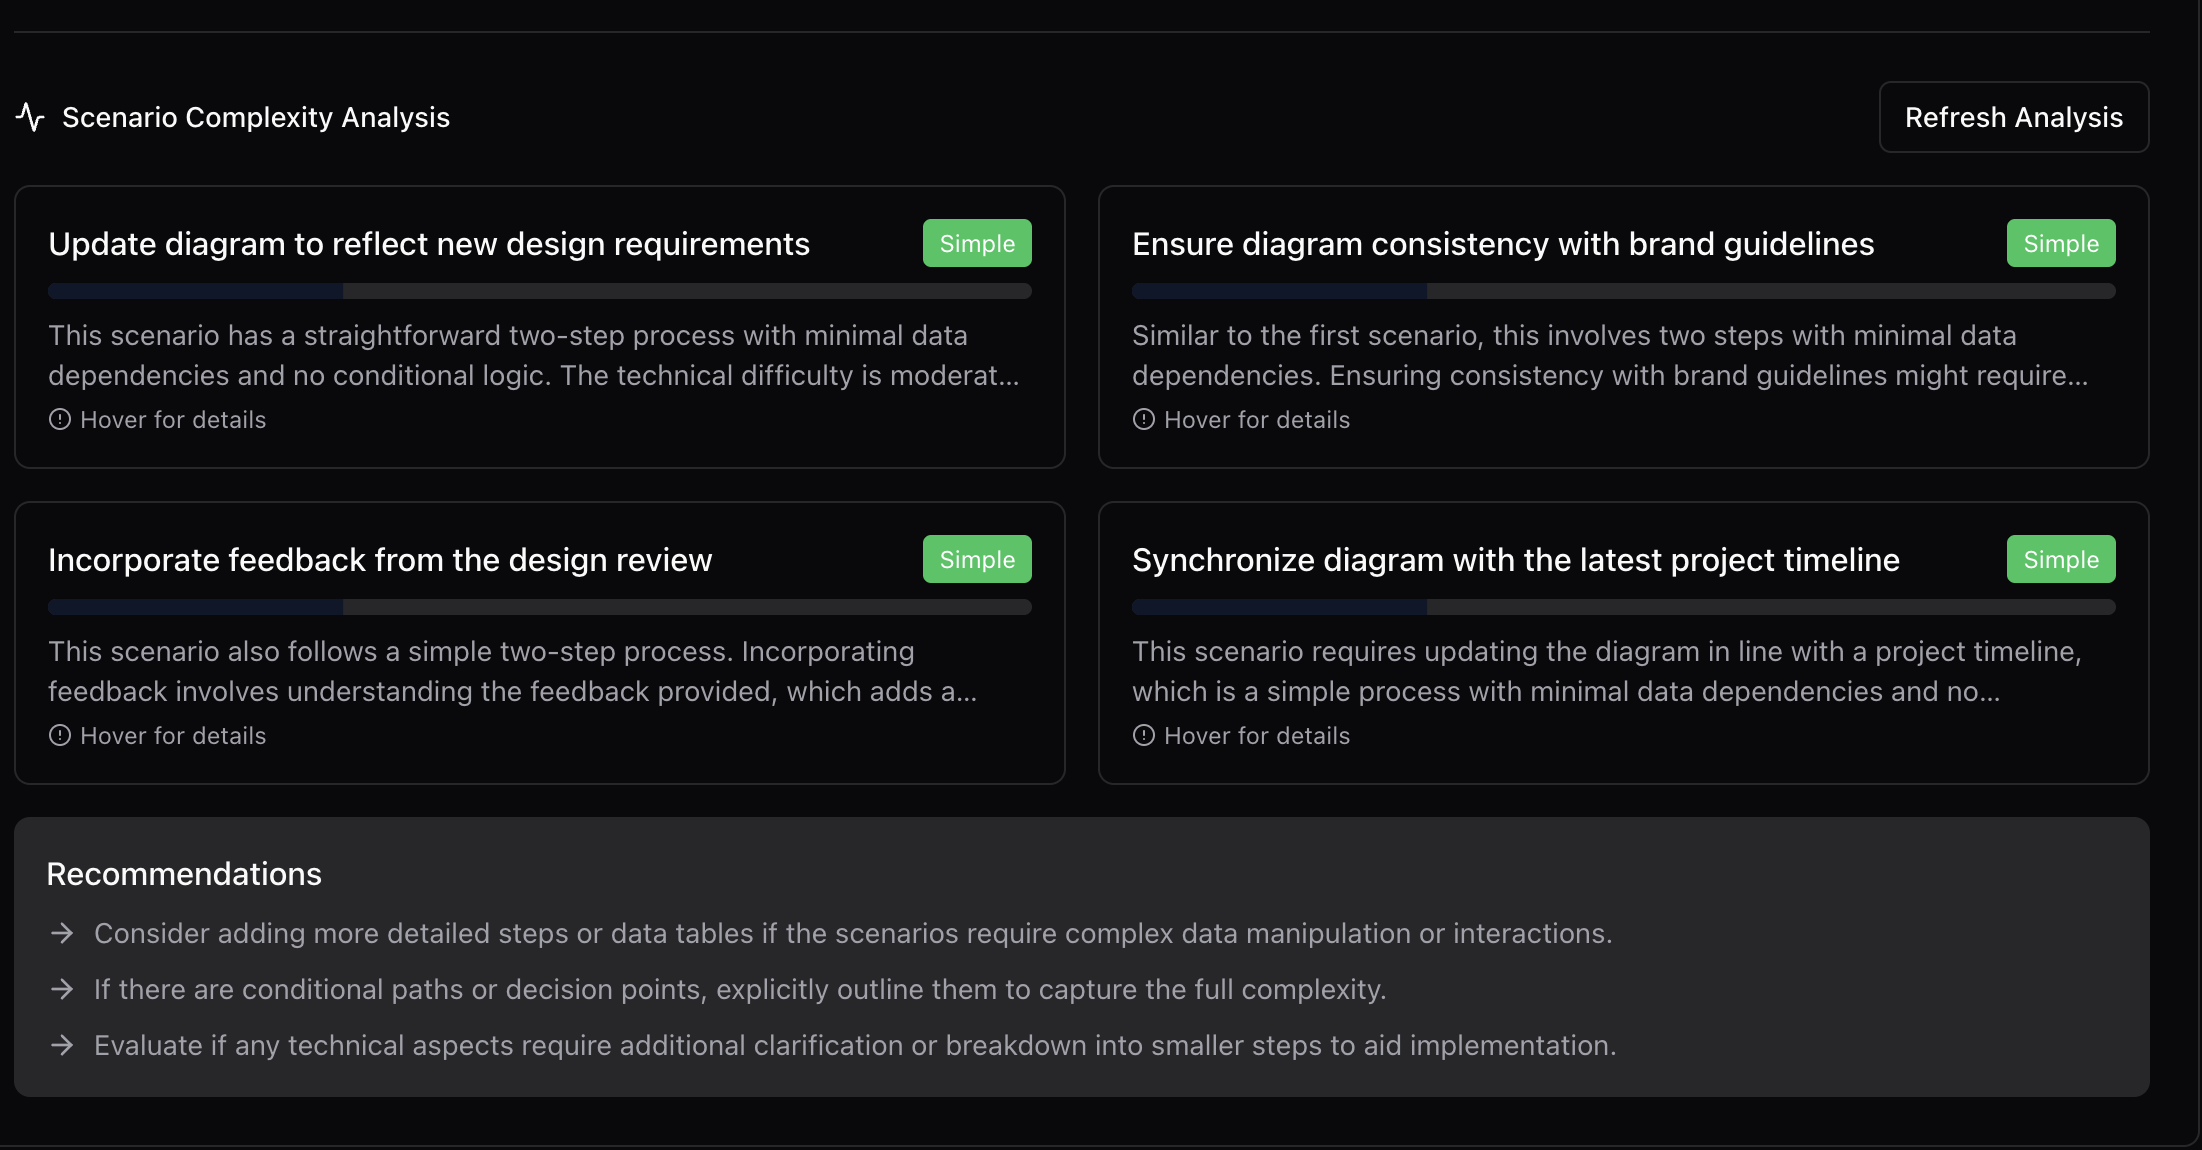 Scenario Complexity Analysis
Refresh Analysis
Update diagram to reflect new design requirements
Simple
This scenario has a straightforward two-step process with minimal data
dependencies and no conditional logic. The technical difficulty is moderat...
Hover for details
Ensure diagram consistency with brand guidelines
Simple
Similar to the first scenario, this involves two steps with minimal data
dependencies. Ensuring consistency with brand guidelines might require...
Hover for details
Incorporate feedback from the design review
Simple
This scenario also follows a simple two-step process. Incorporating
feedback involves understanding the feedback provided, which adds a...
Hover for details
Synchronize diagram with the latest project timeline
Simple
This scenario requires updating the diagram in line with a project timeline,
which is a simple process with minimal data dependencies and no...
Hover for details
Recommendations
→ Consider adding more detailed steps or data tables if the scenarios require complex data manipulation or interactions.
→ If there are conditional paths or decision points, explicitly outline them to capture the full complexity.
→ Evaluate if any technical aspects require additional clarification or breakdown into smaller steps to aid implementation.